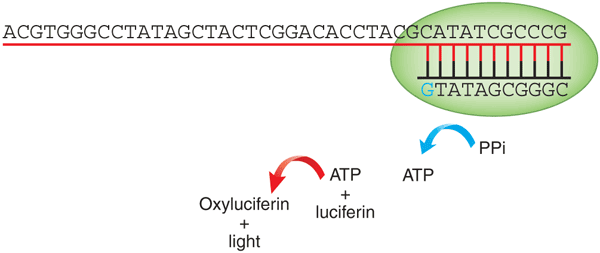 ACGTGGGCCTATAGCTACTCGGACACCTACGCATATCGCCCG
GTATAGCGGGC
PPi
ATP
ATP
+
luciferin
Oxyluciferin
+
light